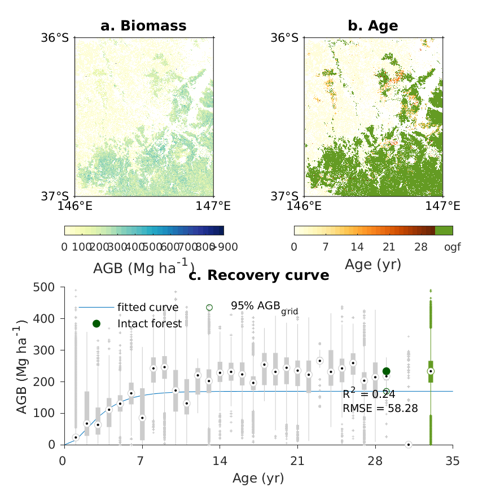 a. Biomass
b. Age
36°S
36°S
37°S
37°S
146°E 147°E
146°E 147°E
0 100 200 300 400 500 600 700 800 >900
0 7 14 21 28 ogf
AGB (Mg ha-1)
Age (yr)
c. Recovery curve
500
400
300
200
100
0
AGB (Mg ha-1)
fitted curve
Intact forest
95% AGBgrid
R2 = 0.24
RMSE = 58.28
0 7 14 21 28 35
Age (yr)